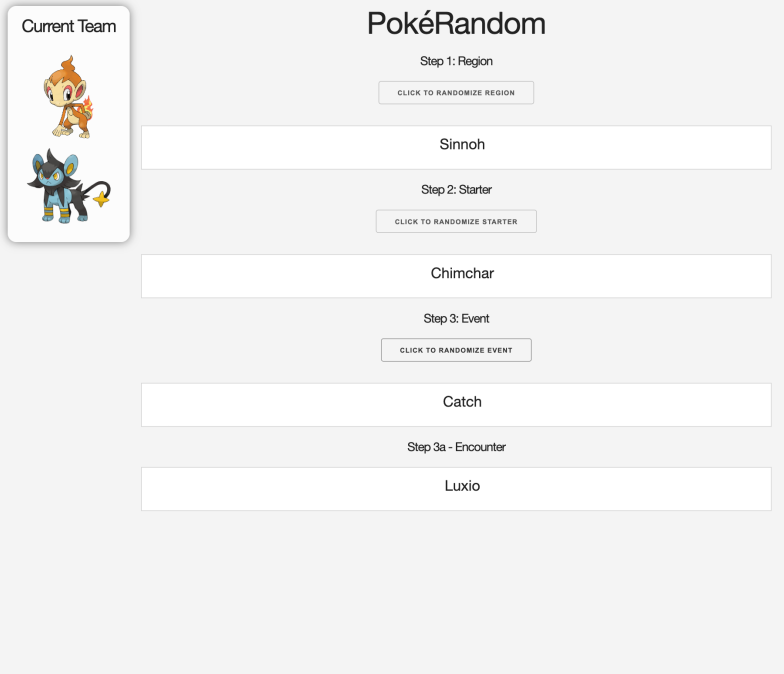 Current Team
PokéRandom
Step 1: Region
CLICK TO RANDOMIZE REGION
Sinnoh
Step 2: Starter
CLICK TO RANDOMIZE STARTER
Chimchar
Step 3: Event
CLICK TO RANDOMIZE EVENT
Catch
Step 3a - Encounter
Luxio